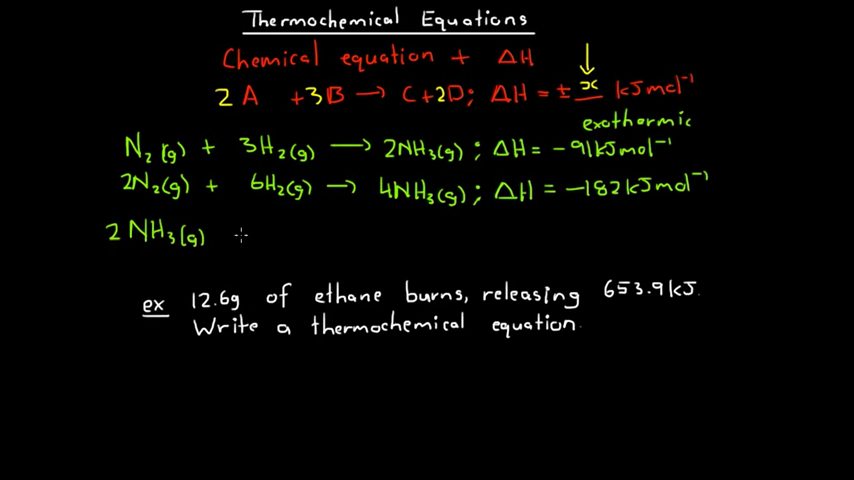 Thermochemical Equations
Chemical equation + ΔH
2 A + 3B → C + 2D; ΔH = ± x kJmol⁻¹
exothermic
N₂(g) + 3H₂(g) → 2NH₃(g); ΔH = -91kJmol⁻¹
2N₂(g) + 6H₂(g) → 4NH₃(g); ΔH = -182kJmol⁻¹
2NH₃(g)
ex 12.6g of ethane burns, releasing 653.9kJ.
Write a thermochemical equation.